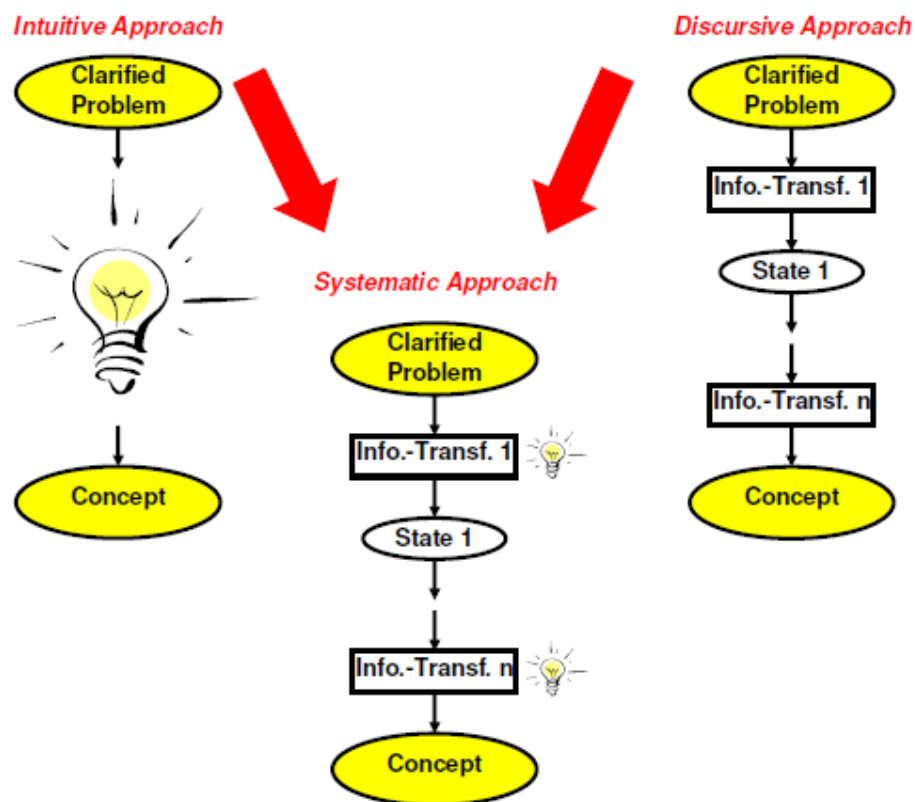 Intuitive Approach
Clarified
Problem
Concept
Systematic Approach
Clarified
Problem
Info.-Transf. 1
State 1
Info.-Transf. n
Concept
Discursive Approach
Clarified
Problem
Info.-Transf. 1
State 1
Info.-Transf. n
Concept